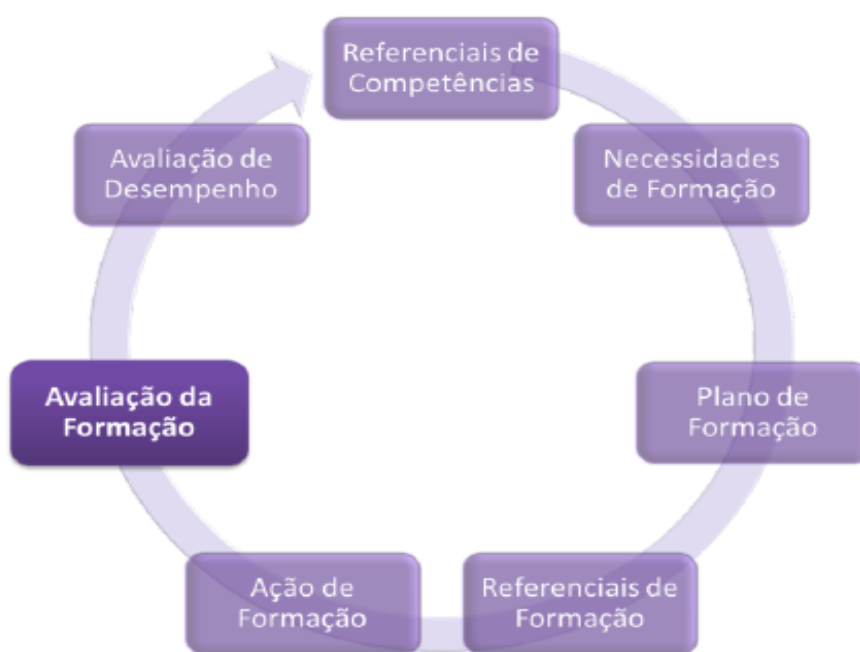 Referenciais de
Competências
Necessidades
de Formação
Plano de
Formação
Referenciais de
Formação
Ação de
Formação
Avaliação da
Formação
Avaliação de
Desempenho